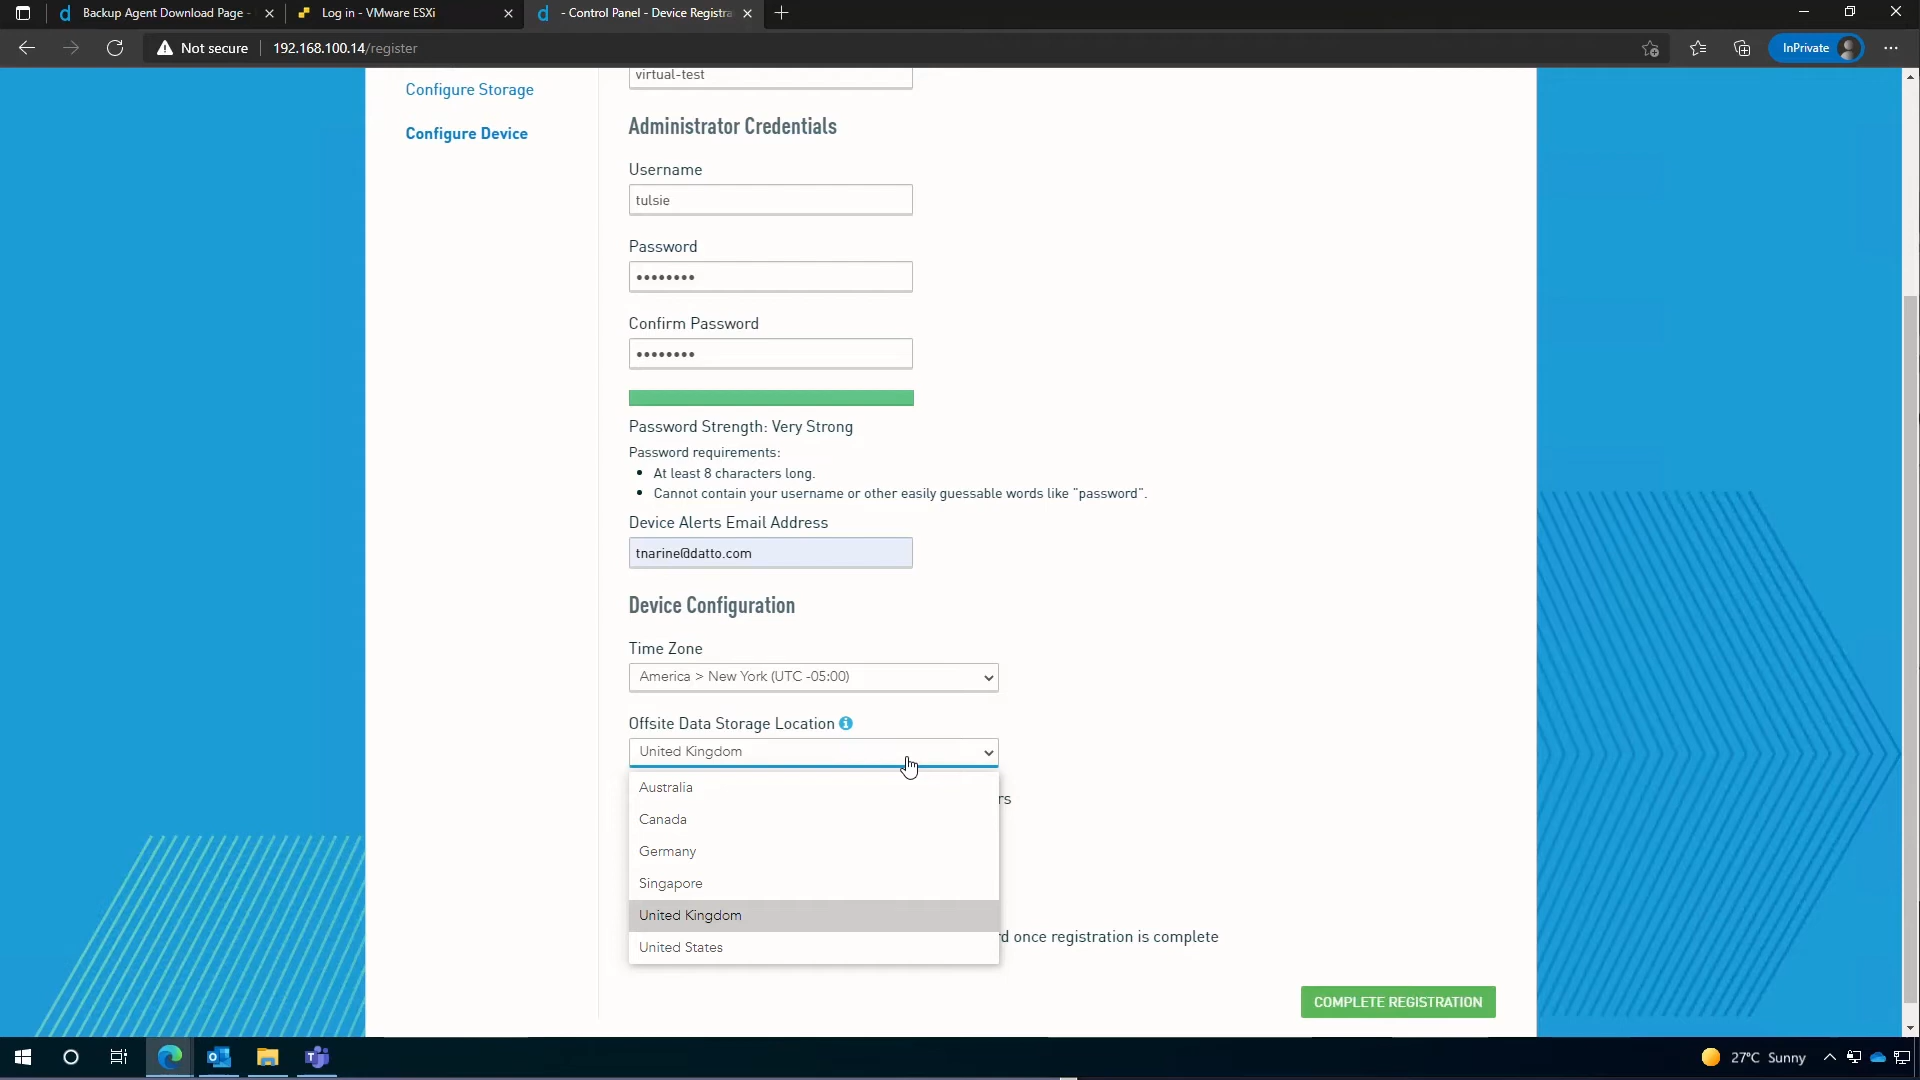 Backup Agent Download Page -
Log in - VMware ESXi
- Control Panel - Device Registra
Not secure
192.168.100.14/register
InPrivate
Configure Storage
Configure Device
virtual-test
Administrator Credentials
Username
tulsie
Password
••••••••
Confirm Password
••••••••
Password Strength: Very Strong
Password requirements:
• At least 8 characters long.
• Cannot contain your username or other easily guessable words like "password".
Device Alerts Email Address
tnarine@datto.com
Device Configuration
Time Zone
America > New York (UTC -05:00)
Offsite Data Storage Location
United Kingdom
Australia
rs
Canada
Germany
Singapore
United Kingdom
d once registration is complete
United States
COMPLETE REGISTRATION
27°C Sunny